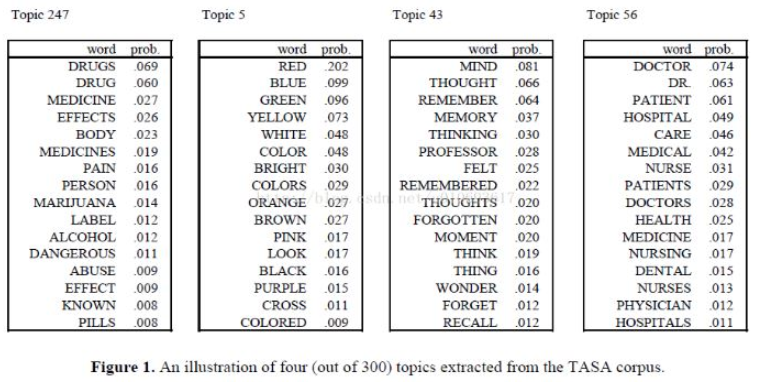 Topic 247 Topic 5 Topic 43 Topic 56
word prob. word prob. word prob. word prob.
DRUGS .069 RED .202 MIND .081 DOCTOR .074
DRUG .060 BLUE .099 THOUGHT .066 DR. .063
MEDICINE .027 GREEN .096 REMEMBER .064 PATIENT .061
EFFECTS .026 YELLOW .073 MEMORY .037 HOSPITAL .049
BODY .023 WHITE .048 THINKING .030 CARE .046
MEDICINES .019 COLOR .048 PROFESSOR .028 MEDICAL .042
PAIN .016 BRIGHT .030 FELT .025 NURSE .031
PERSON .016 COLORS .029 REMEMBERED .022 PATIENTS .029
MARIJUANA .014 ORANGE .027 THOUGHTS .020 DOCTORS .028
LABEL .012 BROWN .027 FORGOTTEN .020 HEALTH .025
ALCOHOL .012 PINK .017 MOMENT .020 MEDICINE .017
DANGEROUS .011 LOOK .017 THINK .019 NURSING .017
ABUSE .009 BLACK .016 THING .016 DENTAL .015
EFFECT .009 PURPLE .015 WONDER .014 NURSES .013
KNOWN .008 CROSS .011 FORGET .012 PHYSICIAN .012
PILLS .008 COLORED .009 RECALL .012 HOSPITALS .011
Figure 1. An illustration of four (out of 300) topics extracted from the TASA corpus.